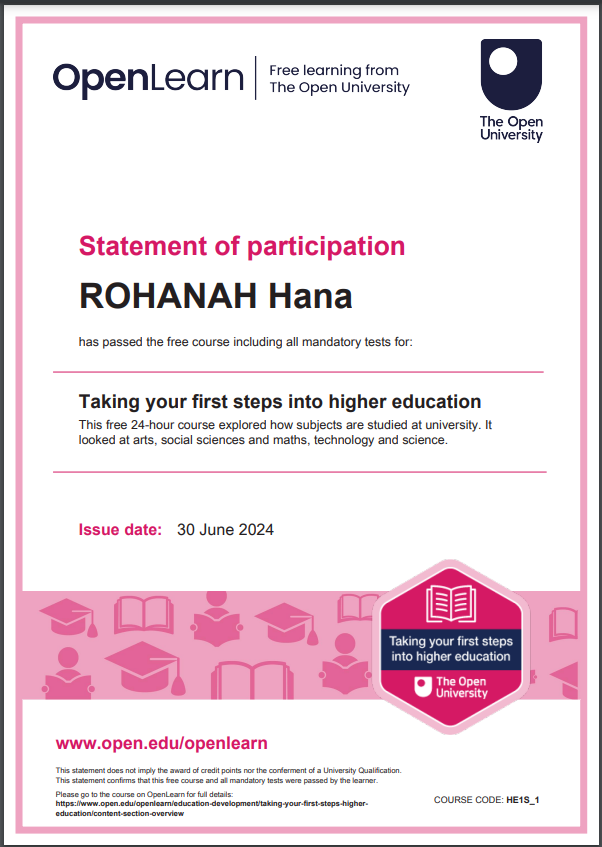 OpenLearn
Free learning from
The Open University
The Open
University
Statement of participation
ROHANAH Hana
has passed the free course including all mandatory tests for:
Taking your first steps into higher education
This free 24-hour course explored how subjects are studied at university. It
looked at arts, social sciences and maths, technology and science.
Issue date: 30 June 2024
Taking your first steps
into higher education
The Open
University
www.open.edu/openlearn
This statement does not imply the award of credit points nor the conferment of a University Qualification.
This statement confirms that this free course and all mandatory tests were passed by the learner.
Please go to the course on OpenLearn for full details:
https://www.open.edu/openlearn/education-development/taking-your-first-steps-higher-
education/content-section-overview
COURSE CODE: HE1S_1